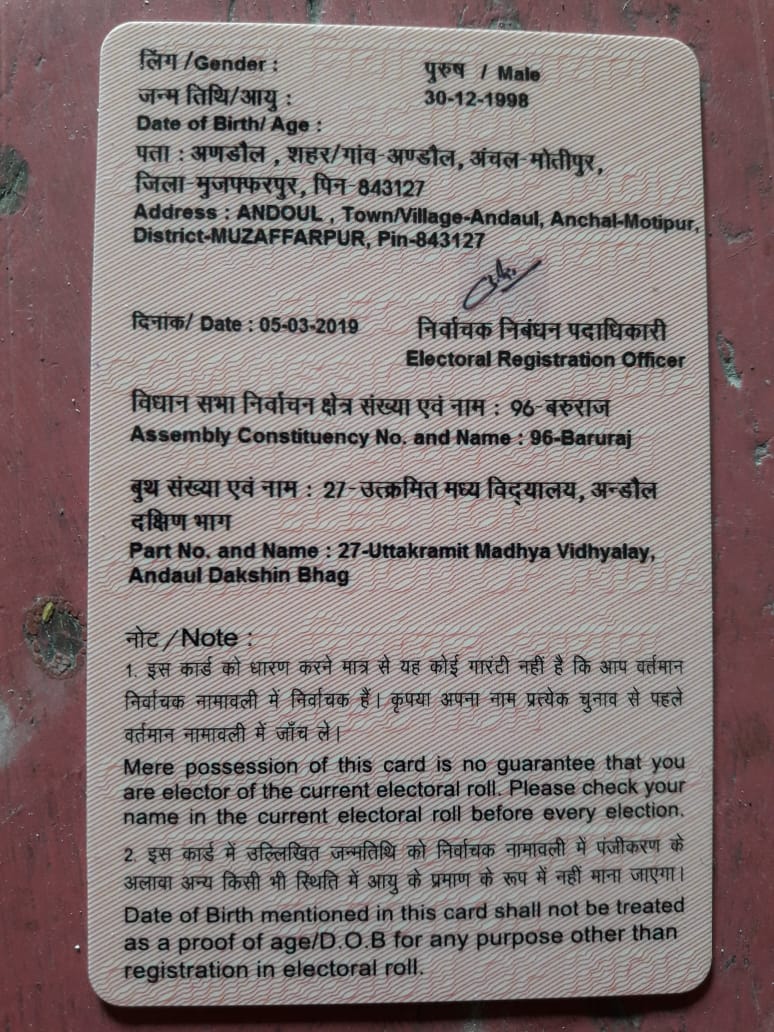 लिंग /Gender : पुरुष / Male
जन्म तिथि/आयु : 30-12-1998
Date of Birth/ Age :
पता : अणडौल , शहर/गांव-अण्डौल, अंचल-मोतीपुर,
जिला-मुजफ्फरपुर, पिन-843127
Address : ANDOUL , Town/Village-Andaul, Anchal-Motipur,
District-MUZAFFARPUR, Pin-843127
दिनाक/ Date : 05-03-2019 निर्वाचक निबंधन पदाधिकारी
Electoral Registration Officer
विधान सभा निर्वाचन क्षेत्र संख्या एवं नाम : 96-बरुराज
Assembly Constituency No. and Name : 96-Baruraj
बुथ संख्या एवं नाम : 27-उत्क्रमित मध्य विद्यालय, अन्डौल
दक्षिण भाग
Part No. and Name : 27-Uttakramit Madhya Vidhyalay,
Andaul Dakshin Bhag
नोट /Note :
1. इस कार्ड को धारण करने मात्र से यह कोई गारंटी नहीं है कि आप वर्तमान
निर्वाचक नामावली में निर्वाचक हैं। कृपया अपना नाम प्रत्येक चुनाव से पहले
वर्तमान नामावली में जाँच ले।
Mere possession of this card is no guarantee that you
are elector of the current electoral roll. Please check your
name in the current electoral roll before every election.
2. इस कार्ड में उल्लिखित जन्मतिथि को निर्वाचक नामावली में पंजीकरण के
अलावा अन्य किसी भी स्थिति में आयु के प्रमाण के रूप में नहीं माना जाएगा।
Date of Birth mentioned in this card shall not be treated
as a proof of age/D.O.B for any purpose other than
registration in electoral roll.